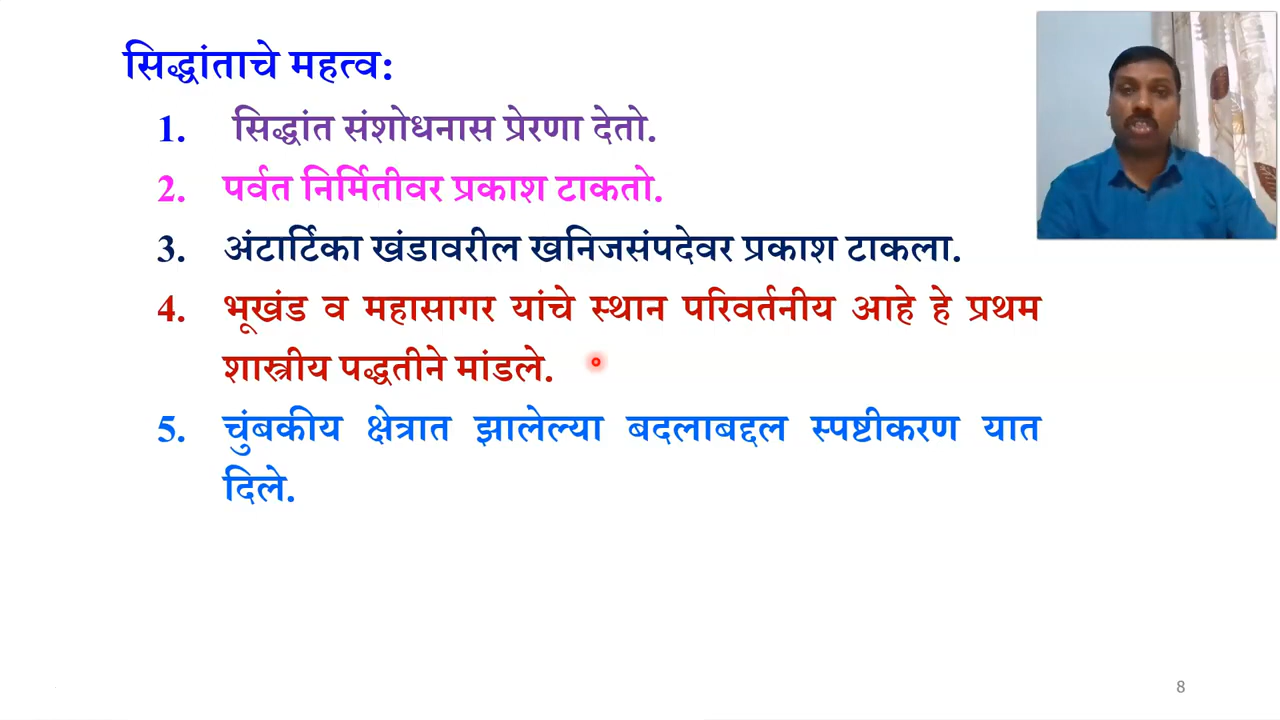 सिद्धांताचे महत्व:
1. सिद्धांत संशोधनास प्रेरणा देतो.
2. पर्वत निर्मितीवर प्रकाश टाकतो.
3. अंटार्टिका खंडावरील खनिजसंपदेवर प्रकाश टाकला.
4. भूखंड व महासागर यांचे स्थान परिवर्तनीय आहे हे प्रथम
शास्त्रीय पद्धतीने मांडले.
5. चुंबकीय क्षेत्रात झालेल्या बदलाबद्दल स्पष्टीकरण यात
दिले.
8